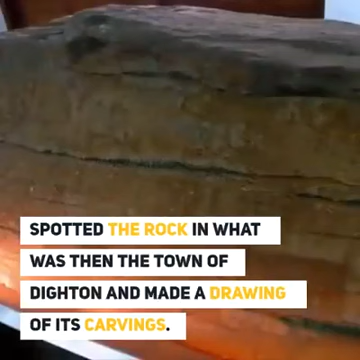 SPOTTED THE ROCK IN WHAT
WAS THEN THE TOWN OF
DIGHTON AND MADE A DRAWING
OF ITS CARVINGS.